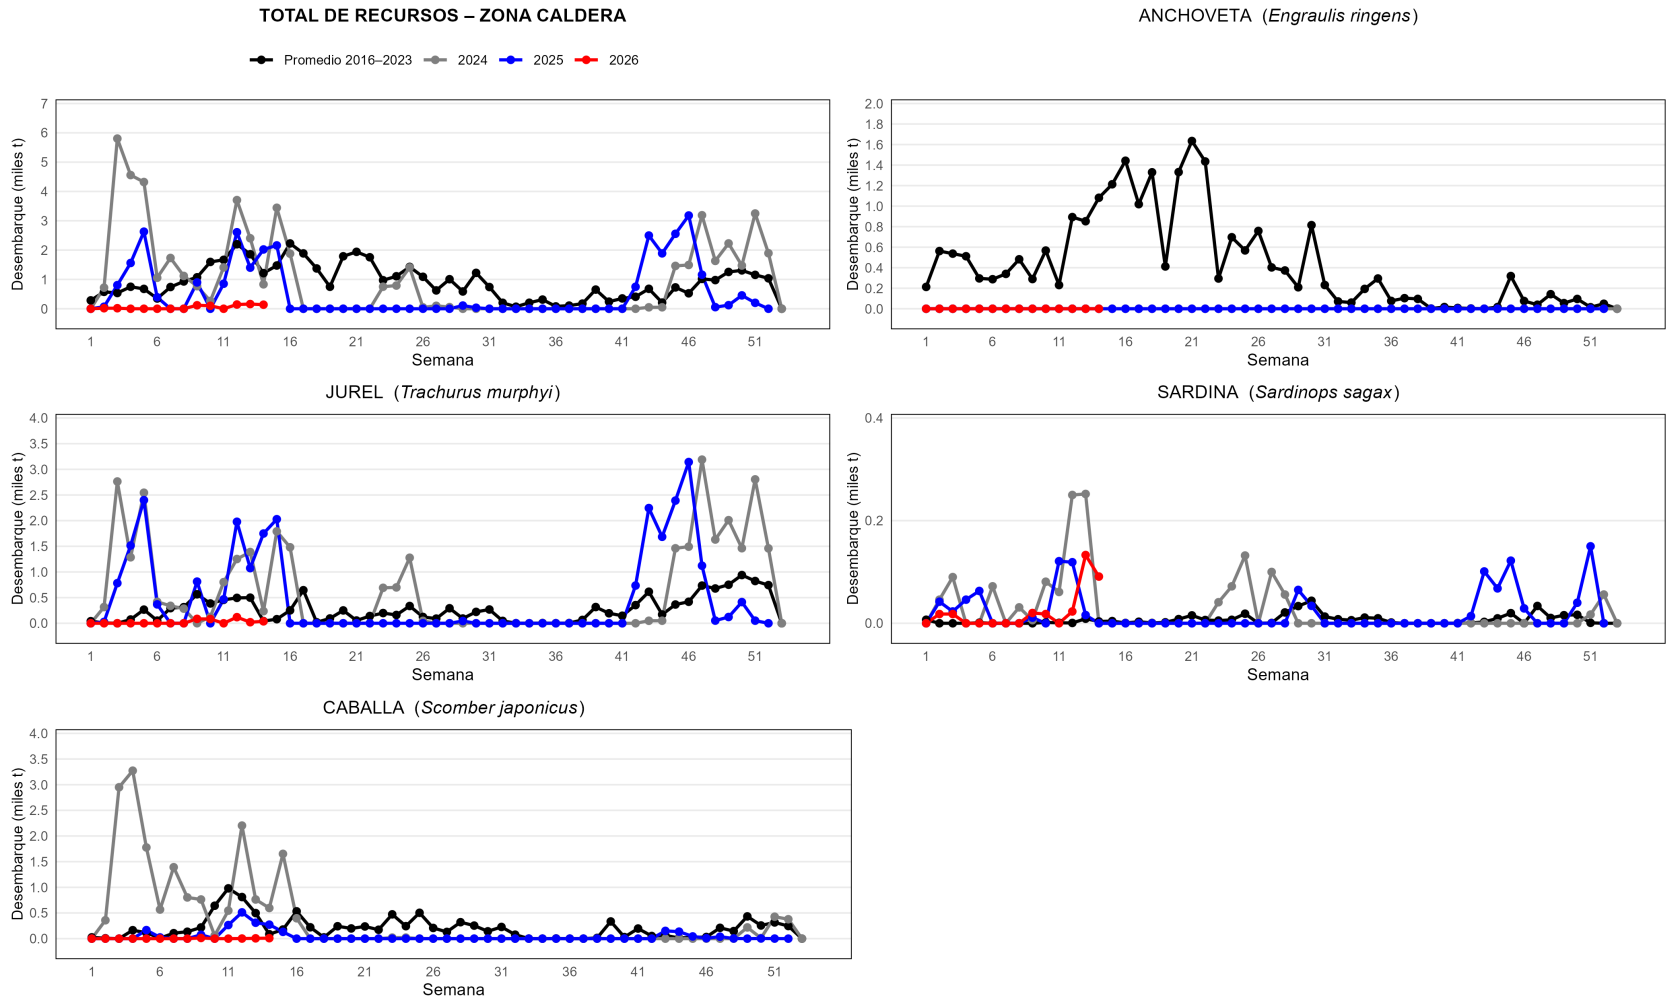 TOTAL DE RECURSOS – ZONA CALDERA
Promedio 2016–2023 2024 2025 2026
7
6
5
4
3
2
1
0
Desembarque (miles t)
1 6 11 16 21 26 31 36 41 46 51
Semana
ANCHOVETA (Engraulis ringens)
2.0
1.8
1.6
1.4
1.2
1.0
0.8
0.6
0.4
0.2
0.0
Desembarque (miles t)
1 6 11 16 21 26 31 36 41 46 51
Semana
JUREL (Trachurus murphyi)
4.0
3.5
3.0
2.5
2.0
1.5
1.0
0.5
0.0
Desembarque (miles t)
1 6 11 16 21 26 31 36 41 46 51
Semana
SARDINA (Sardinops sagax)
0.4
0.2
0.0
Desembarque (miles t)
1 6 11 16 21 26 31 36 41 46 51
Semana
CABALLA (Scomber japonicus)
4.0
3.5
3.0
2.5
2.0
1.5
1.0
0.5
0.0
Desembarque (miles t)
1 6 11 16 21 26 31 36 41 46 51
Semana